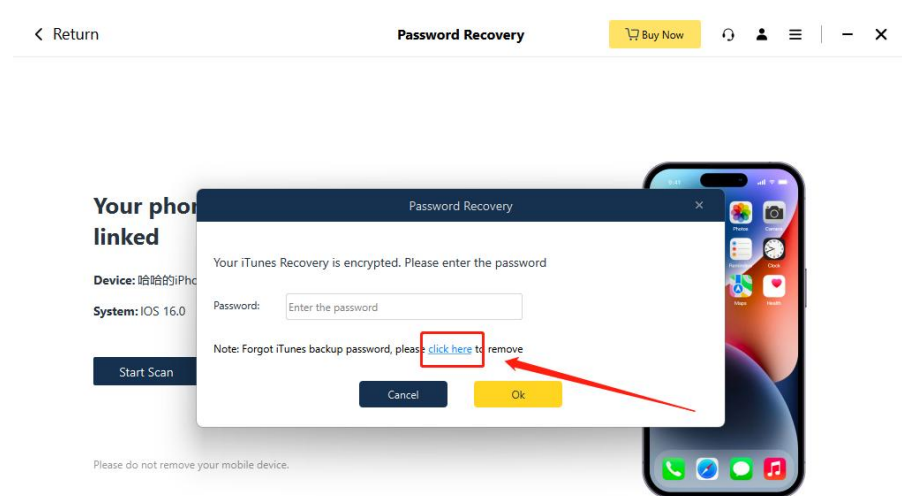 Return
Password Recovery
Buy Now
Your phon
linked
Device: 哈哈的iPho
System: IOS 16.0
Start Scan
Please do not remove your mobile device.
Password Recovery
Your iTunes Recovery is encrypted. Please enter the password
Password:
Enter the password
Note: Forgot iTunes backup password, please click here to remove
Cancel
Ok
9:41
Photos
Camera
Clock
Maps
Health